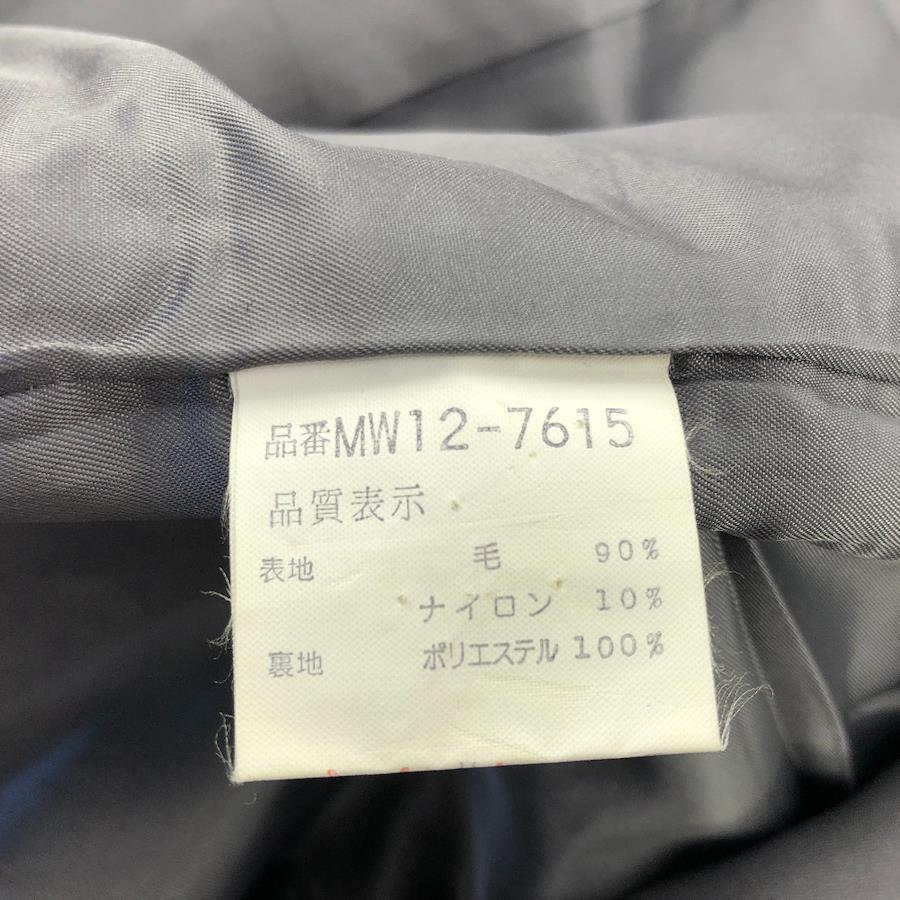 品番MW12-7615
品質表示
表地 毛 90%
ナイロン 10%
裏地 ポリエステル 100%